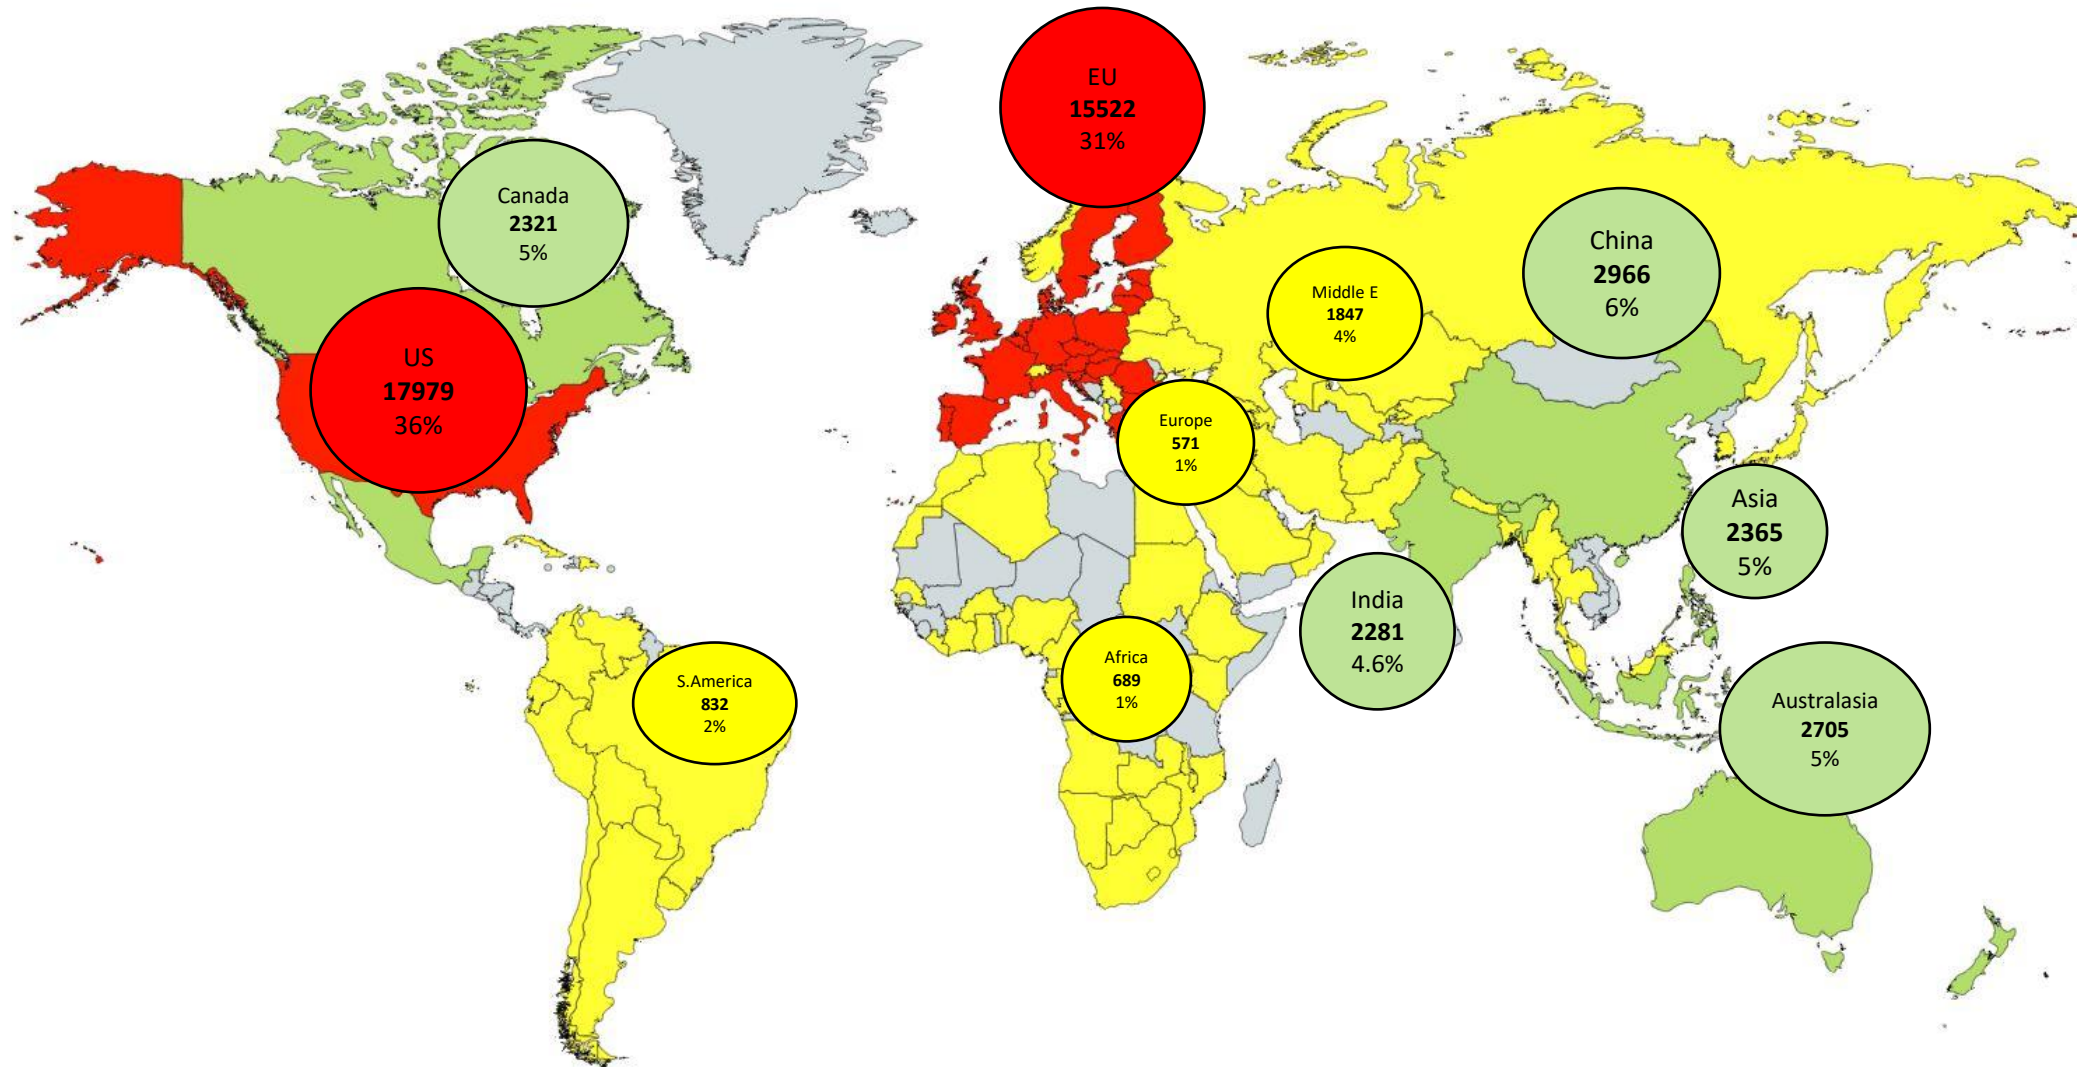 EU
15522
31%
Canada
2321
5%
China
2966
6%
Middle E
1847
4%
US
17979
36%
Europe
571
1%
Asia
2365
5%
India
2281
4.6%
Africa
689
1%
S.America
832
2%
Australasia
2705
5%